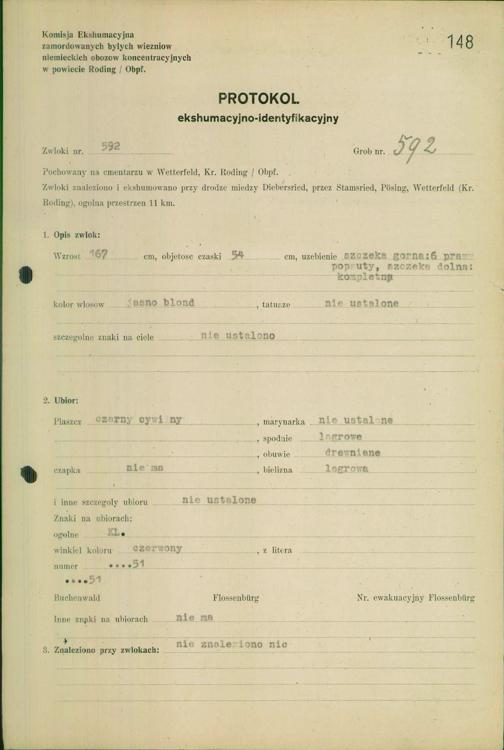 Komisja Ekshumacyjna
zamordowanych bylych wiezniow
niemieckich obozow koncentracyjnych
w powiecie Roding / Obpf.
148
PROTOKOL
ekshumacyjno-identyfikacyjny
Zwloki nr. 592 Grob nr. 592
Pochowany na cmentarzu w Wetterfeld, Kr. Roding / Obpf.
Zwloki znaleziono i ekshumowano przy drodze miedzy Diebersried, przez Stamsried, Pösing, Wetterfeld (Kr.
Roding), ogolna przestrzen 11 km.
1. Opis zwlok:
Wzrost 167 cm, objetosc czaski 54 cm, uzebienie szczeka gorna:6 praw
popsuty, szczeka dolna:
kompletna
kolor wlosow jasno blond , tatuaze nie ustalone
szczegolne znaki na ciele nie ustalono
2. Ubior:
Plaszcz czarny cywi ny , marynarka nie ustalone
, spodnie lagrowe
, obuwie drewniane
czapka nie ma , bielizna lagrowa
i inne szczegoly ubioru nie ustalone
Znaki na ubiorach:
ogolne KL.
winkiel koloru czerwony , z litera
numer ....51
....51
Buchenwald Flossenbürg Nr. ewakuacyjny Flossenbürg
Inne znaki na ubiorach nie ma
3. Znaleziono przy zwlokach: nie znaleziono nic